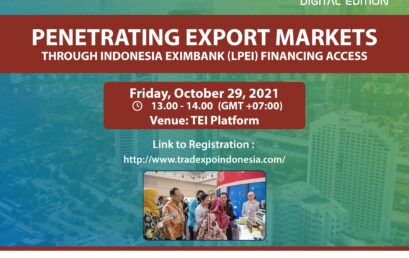 DIGITAL EDITION
PENETRATING EXPORT MARKETS
THROUGH INDONESIA EXIMBANK (LPEI) FINANCING ACCESS
Friday, October 29, 2021
13.00 - 14.00 (GMT +07:00)
Venue: TEI Platform
Link to Registration :
http://www.tradexpoindonesia.com/